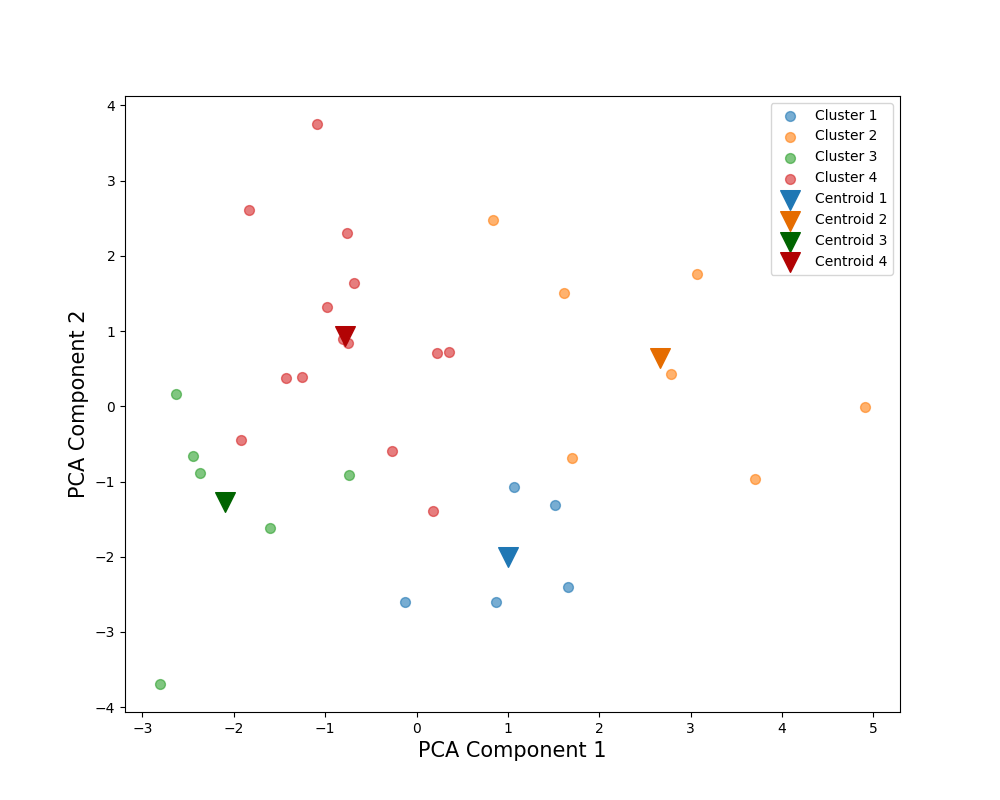 4
3
2
1
0
−1
−2
−3
−4
PCA Component 2
Cluster 1
Cluster 2
Cluster 3
Cluster 4
Centroid 1
Centroid 2
Centroid 3
Centroid 4
−3 −2 −1 0 1 2 3 4 5
PCA Component 1